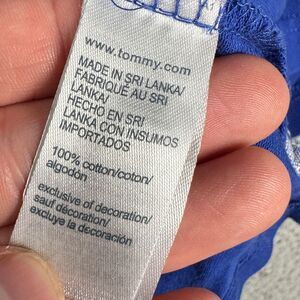 www.tommy.com
MADE IN SRI LANKA/
FABRIQUÉ AU SRI
LANKA/
HECHO EN SRI
LANKA CON INSUMOS
IMPORTADOS
100% cotton/coton/
algodón
exclusive of decoration/
sauf décoration/
excluye la decoración